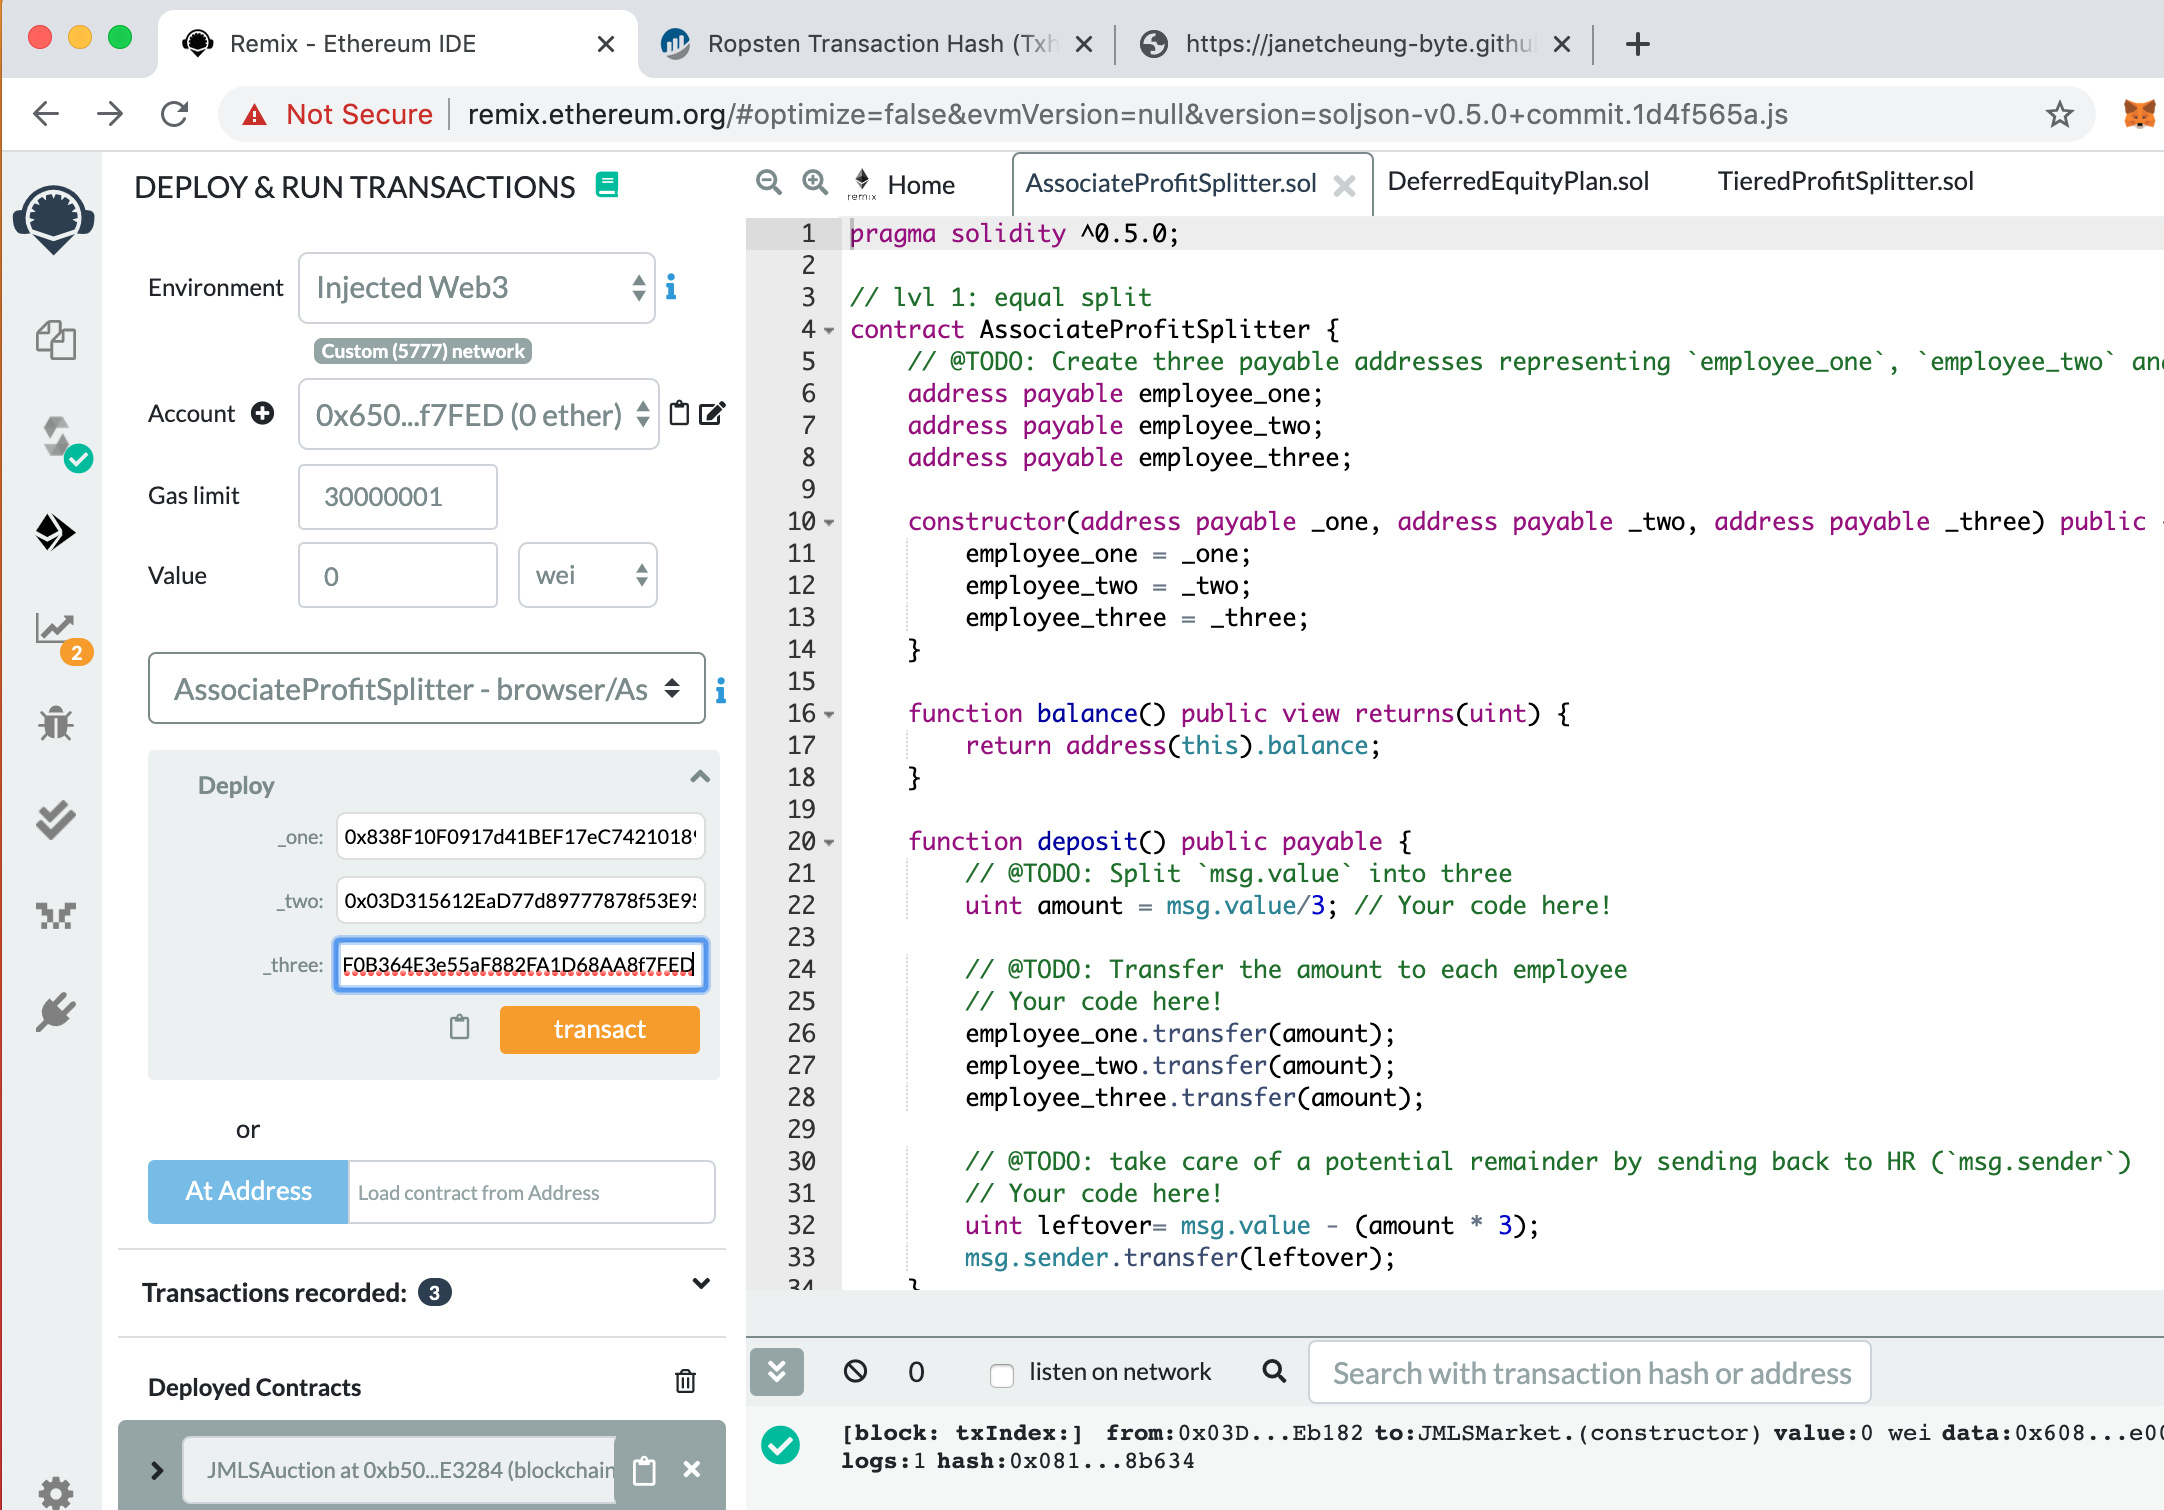 Remix - Ethereum IDE
Ropsten Transaction Hash (Txh
https://janetcheung-byte.githu
Not Secure
remix.ethereum.org/#optimize=false&evmVersion=null&version=soljson-v0.5.0+commit.1d4f565a.js
DEPLOY & RUN TRANSACTIONS
Environment
Injected Web3
Custom (5777) network
Account
0x650...f7FED (0 ether)
Gas limit
30000001
Value
0
wei
2
AssociateProfitSplitter - browser/As
Deploy
_one:
0x838F10F0917d41BEF17eC7421018
_two:
0x03D315612EaD77d89777878f53E9
_three:
F0B364E3e55aF882FA1D68AA8f7FED
transact
or
At Address
Load contract from Address
Transactions recorded: 3
Deployed Contracts
JMLSAuction at 0xb50...E3284 (blockchain
remix
Home
AssociateProfitSplitter.sol
DeferredEquityPlan.sol
TieredProfitSplitter.sol
1 pragma solidity ^0.5.0;
2
3 // lvl 1: equal split
4 contract AssociateProfitSplitter {
5 // @TODO: Create three payable addresses representing `employee_one`, `employee_two` and
6 address payable employee_one;
7 address payable employee_two;
8 address payable employee_three;
9
10 constructor(address payable _one, address payable _two, address payable _three) public
11 employee_one = _one;
12 employee_two = _two;
13 employee_three = _three;
14 }
15
16 function balance() public view returns(uint) {
17 return address(this).balance;
18 }
19
20 function deposit() public payable {
21 // @TODO: Split `msg.value` into three
22 uint amount = msg.value/3; // Your code here!
23
24 // @TODO: Transfer the amount to each employee
25 // Your code here!
26 employee_one.transfer(amount);
27 employee_two.transfer(amount);
28 employee_three.transfer(amount);
29
30 // @TODO: take care of a potential remainder by sending back to HR (`msg.sender`)
31 // Your code here!
32 uint leftover= msg.value - (amount * 3);
33 msg.sender.transfer(leftover);
34 }
0
listen on network
Search with transaction hash or address
[block: txIndex:] from:0x03D...Eb182 to:JMLSMarket.(constructor) value:0 wei data:0x608...e00
logs:1 hash:0x081...8b634